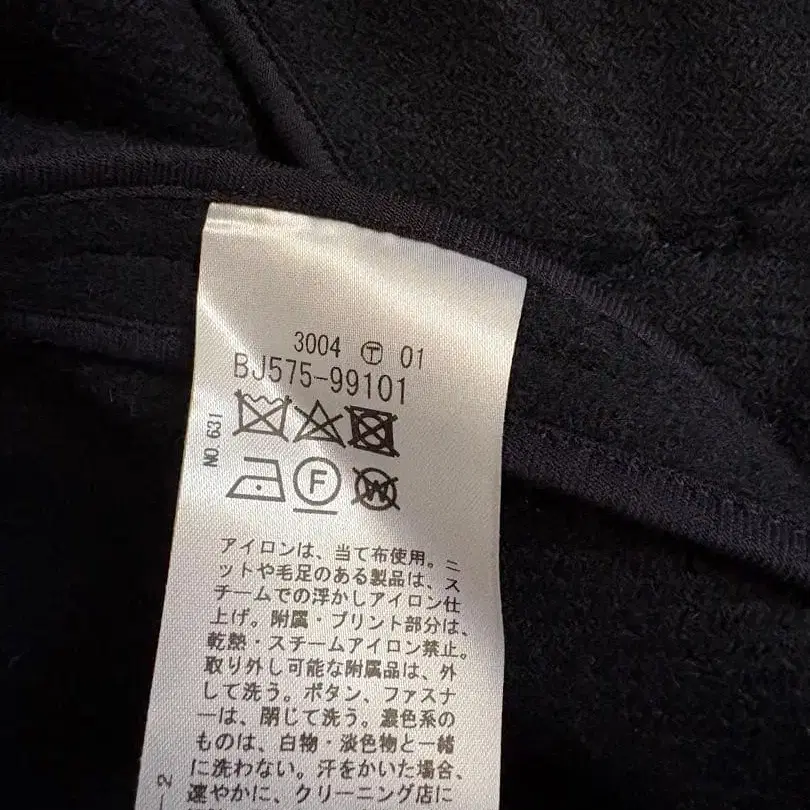 3004 Ⓣ 01
BJ575-99101
NO.631
F
W
アイロンは、当て布使用。ニ
ットや毛足のある製品は、ス
チームでの浮かしアイロン仕
上げ。附属・プリント部分は、
乾熱・スチームアイロン禁止。
取り外し可能な附属品は、外
して洗う。ボタン、ファスナ
ーは、閉じて洗う。濃色系の
ものは、白物・淡色物と一緒
に洗わない。汗をかいた場合、
速やかに、クリーニング店に
-2